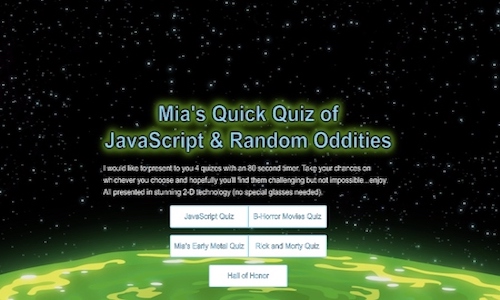 Mia's Quick Quiz of
JavaScript & Random Oddities
I would like to present to you 4 quizes with an 80 second timer. Take your chances on
whichever you choose and hopefully you'll find them challenging but not impossible...enjoy.
All presented in stunning 2-D technology (no special glasses needed).
JavaScript Quiz
B-Horror Movies Quiz
Mia's Early Metal Quiz
Rick and Morty Quiz
Hall of Honor